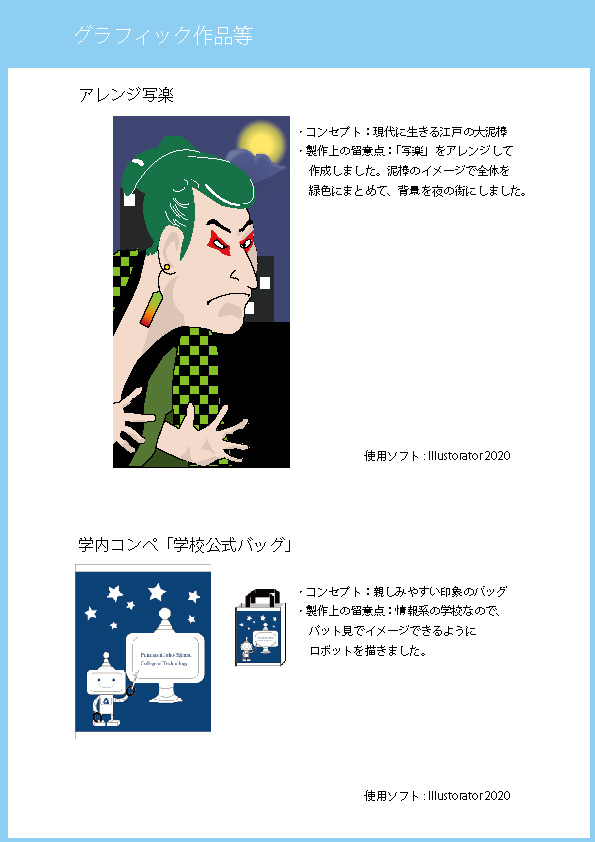 グラフィック作品等
アレンジ写楽
・コンセプト：現代に生きる江戸の大泥棒
・製作上の留意点：「写楽」をアレンジして
作成しました。泥棒のイメージで全体を
緑色にまとめて、背景を夜の街にしました。
使用ソフト：Illustorator 2020
学内コンペ「学校公式バッグ」
・コンセプト：親しみやすい印象のバッグ
・製作上の留意点：情報系の学校なので、
パット見でイメージできるように
ロボットを描きました。
College of Technology
使用ソフト：Illustorator 2020